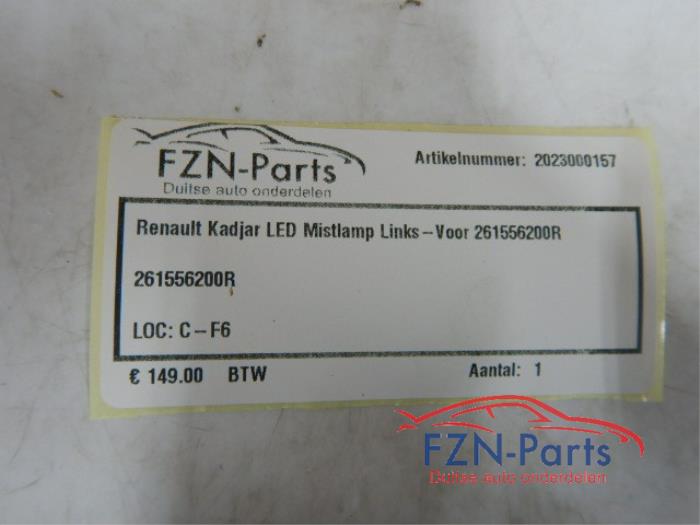 FZN-Parts
Duitse auto onderdelen
Artikelnummer: 2023000157
Renault Kadjar LED Mistlamp Links-Voor 261556200R
261556200R
LOC: C-F6
€ 149.00 BTW
Aantal: 1
FZN-Parts
Duitse auto onderdelen